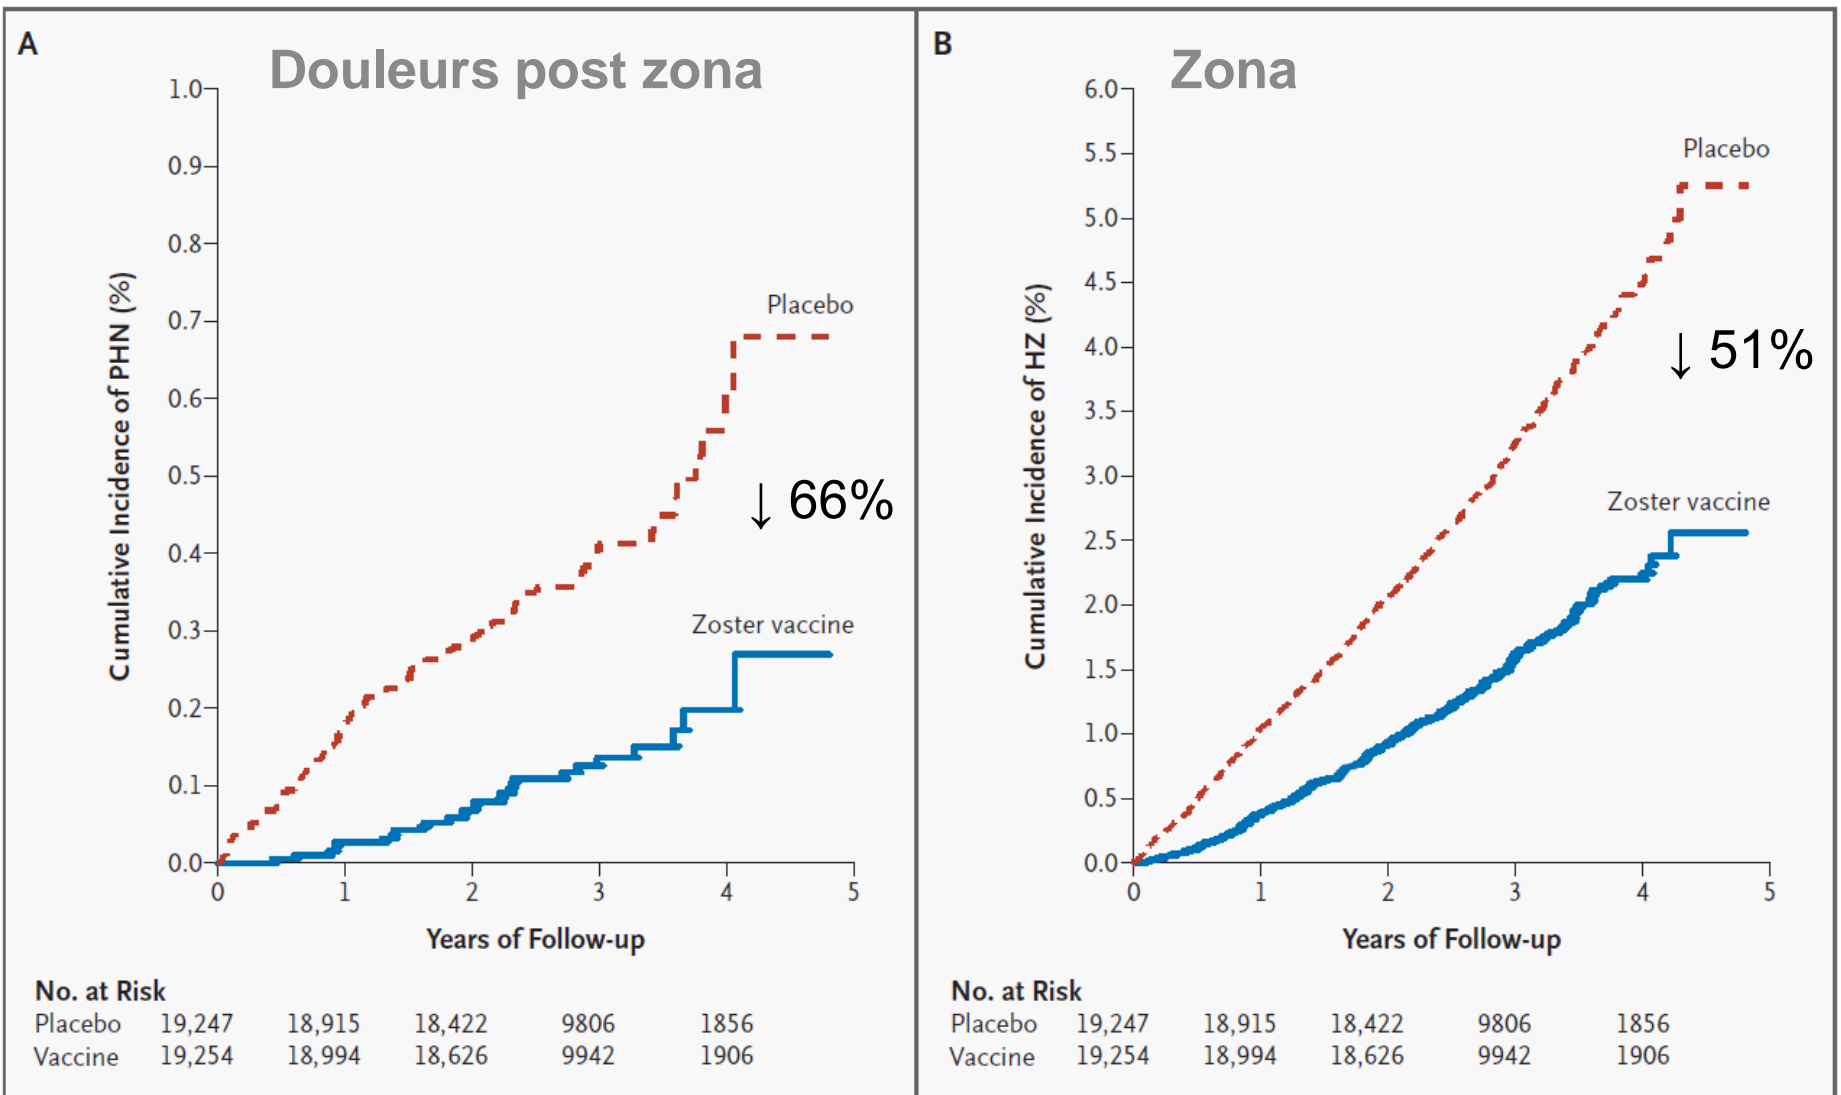 A
Douleurs post zona
1.0
0.9
0.8
0.7
0.6
0.5
0.4
0.3
0.2
0.1
0.0
Cumulative Incidence of PHN (%)
Placebo
↓ 66%
Zoster vaccine
0 1 2 3 4 5
Years of Follow-up
No. at Risk
Placebo 19,247 18,915 18,422 9806 1856
Vaccine 19,254 18,994 18,626 9942 1906
B
Zona
6.0
5.5
5.0
4.5
4.0
3.5
3.0
2.5
2.0
1.5
1.0
0.5
0.0
Cumulative Incidence of HZ (%)
Placebo
↓ 51%
Zoster vaccine
0 1 2 3 4 5
Years of Follow-up
No. at Risk
Placebo 19,247 18,915 18,422 9806 1856
Vaccine 19,254 18,994 18,626 9942 1906